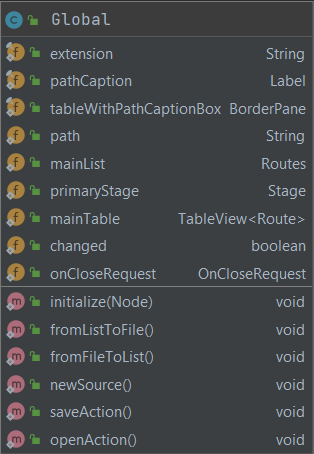 Global
extension String
pathCaption Label
tableWithPathCaptionBox BorderPane
path String
mainList Routes
primaryStage Stage
mainTable TableView<Route>
changed boolean
onCloseRequest OnCloseRequest
initialize(Node) void
fromListToFile() void
fromFileToList() void
newSource() void
saveAction() void
openAction() void